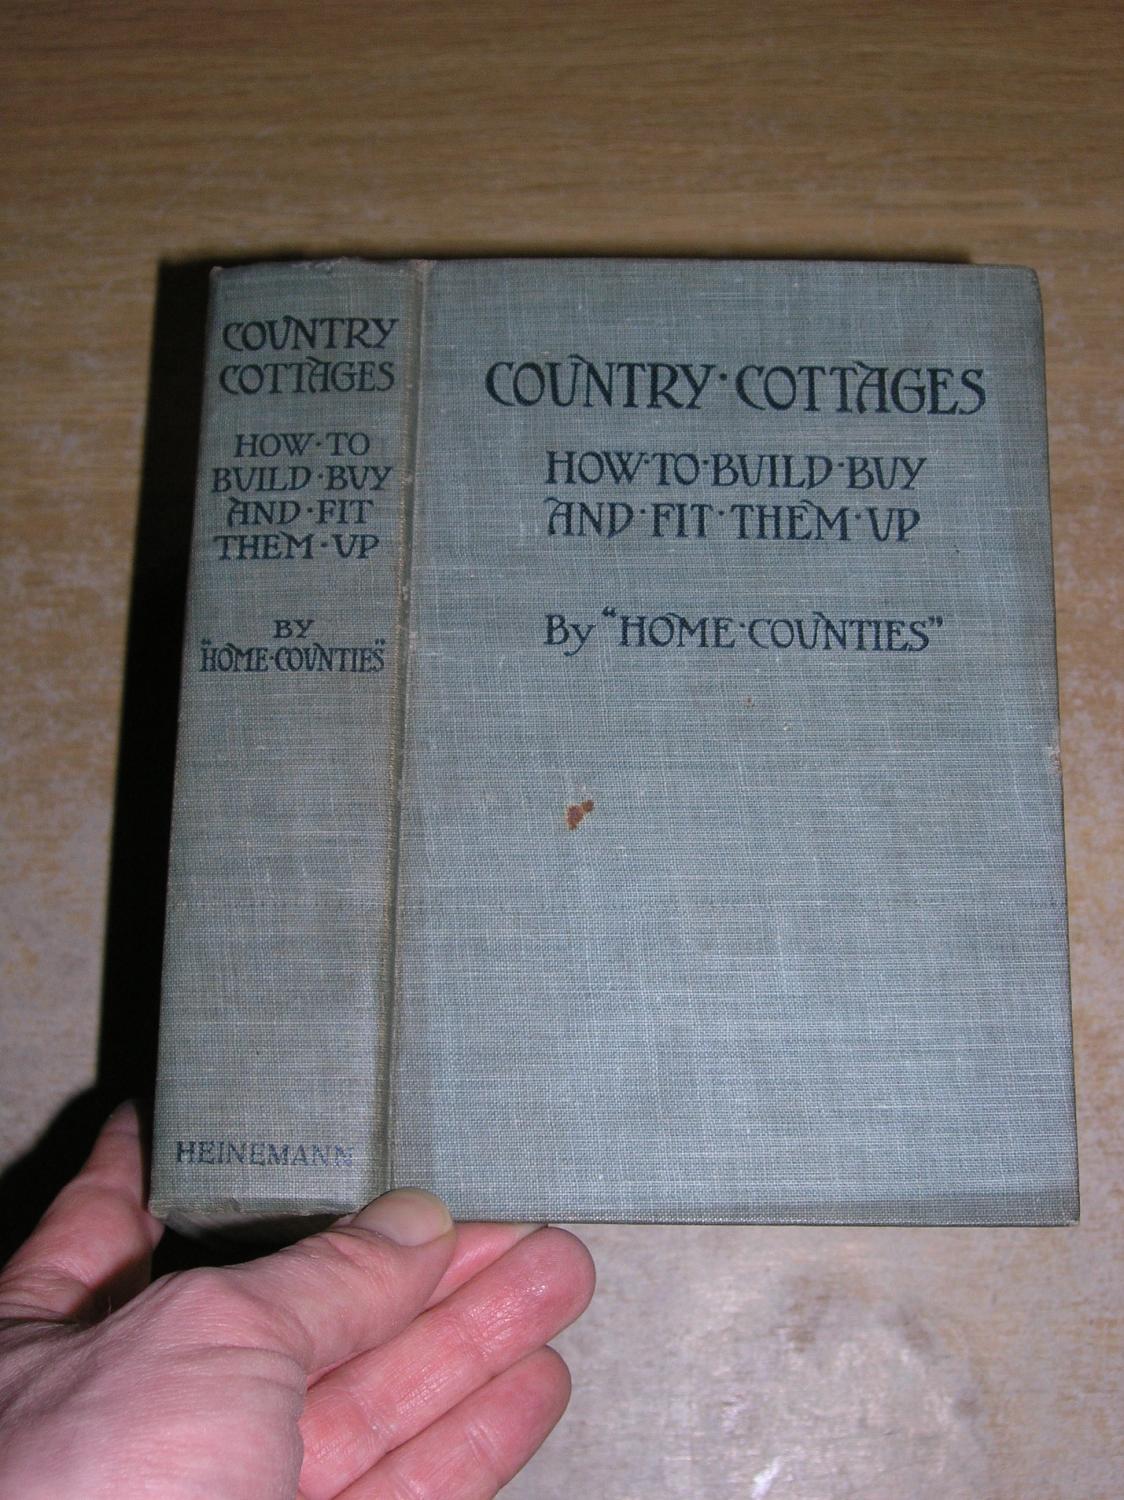 COUNTRY
COTTAGES
HOW·TO
BUILD·BUY
AND·FIT
THEM·UP
BY
"HOME·COUNTIES"
HEINEMANN
COUNTRY·COTTAGES
HOW·TO·BUILD·BUY
AND·FIT·THEM·UP
By "HOME·COUNTIES"